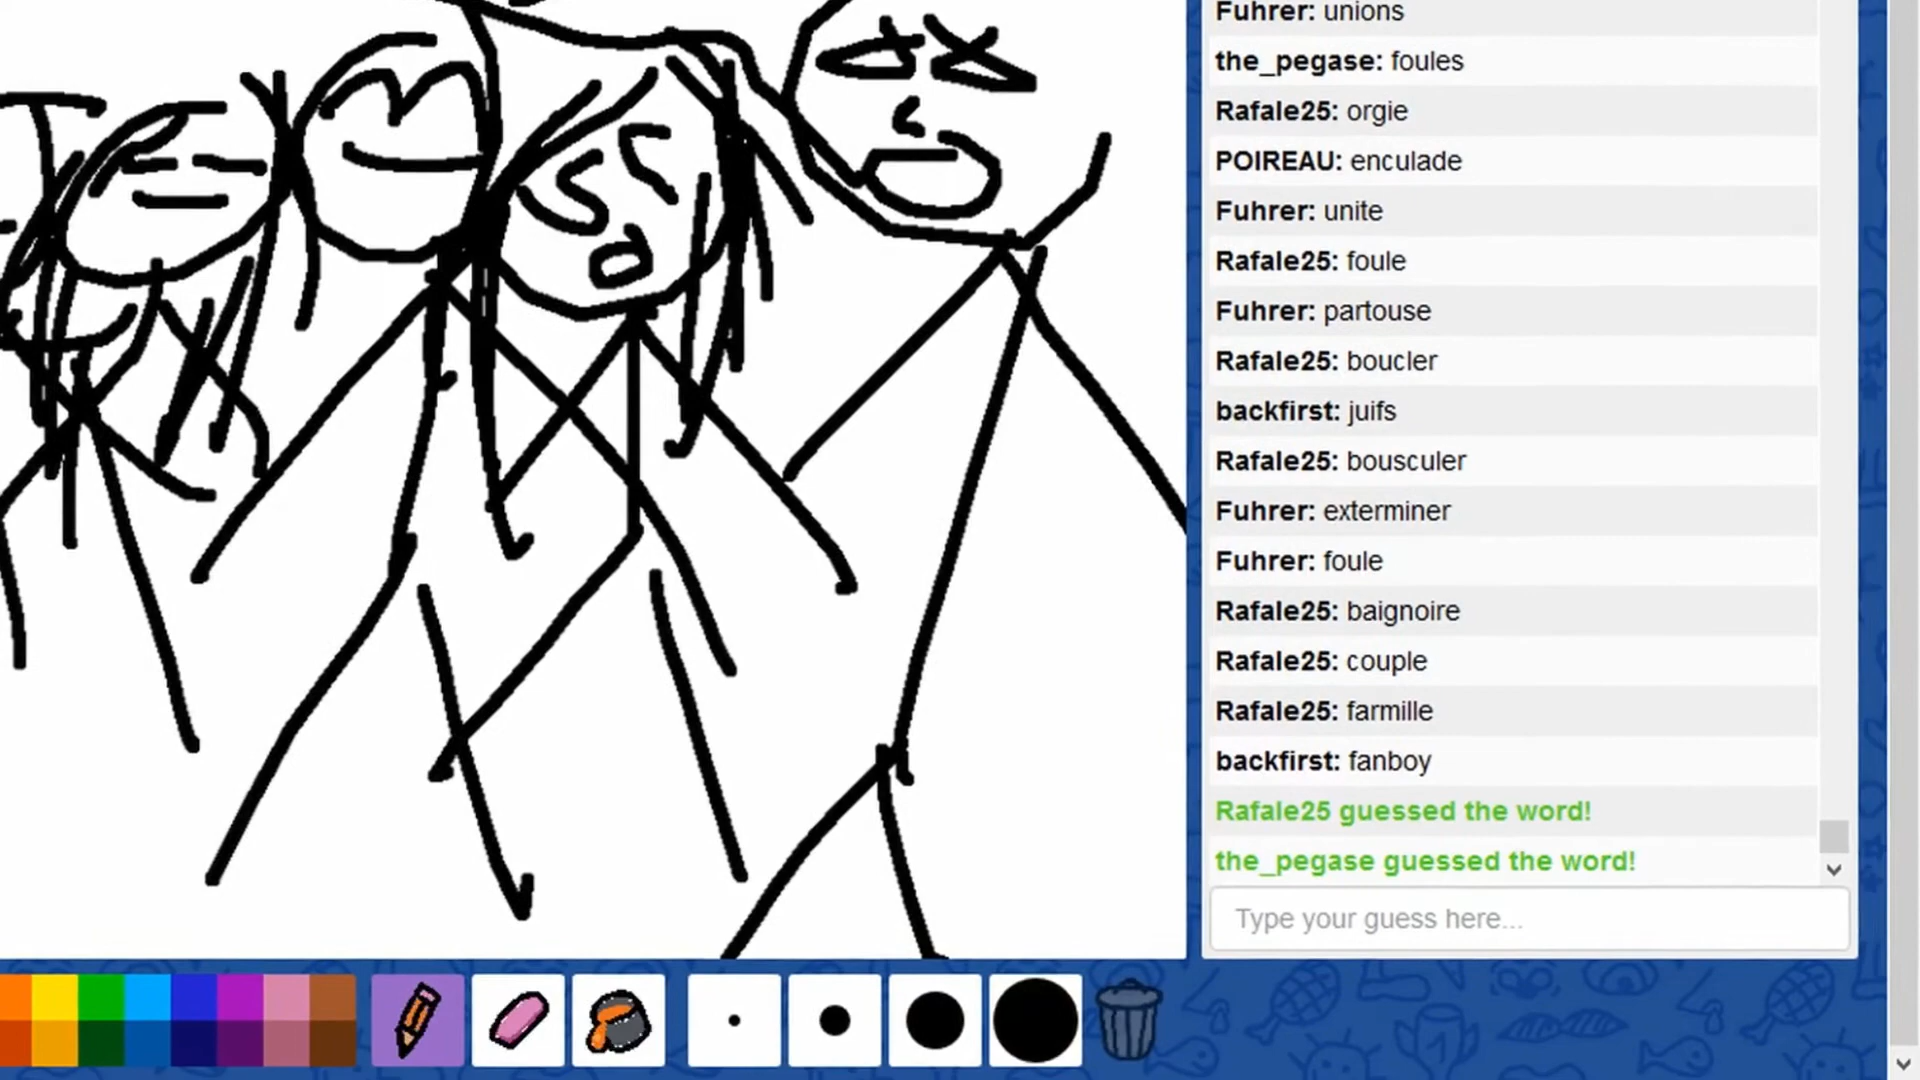 Fuhrer: unions
the_pegase: foules
Rafale25: orgie
POIREAU: enculade
Fuhrer: unite
Rafale25: foule
Fuhrer: partouse
Rafale25: boucler
backfirst: juifs
Rafale25: bousculer
Fuhrer: exterminer
Fuhrer: foule
Rafale25: baignoire
Rafale25: couple
Rafale25: farmille
backfirst: fanboy
Rafale25 guessed the word!
the_pegase guessed the word!
Type your guess here...